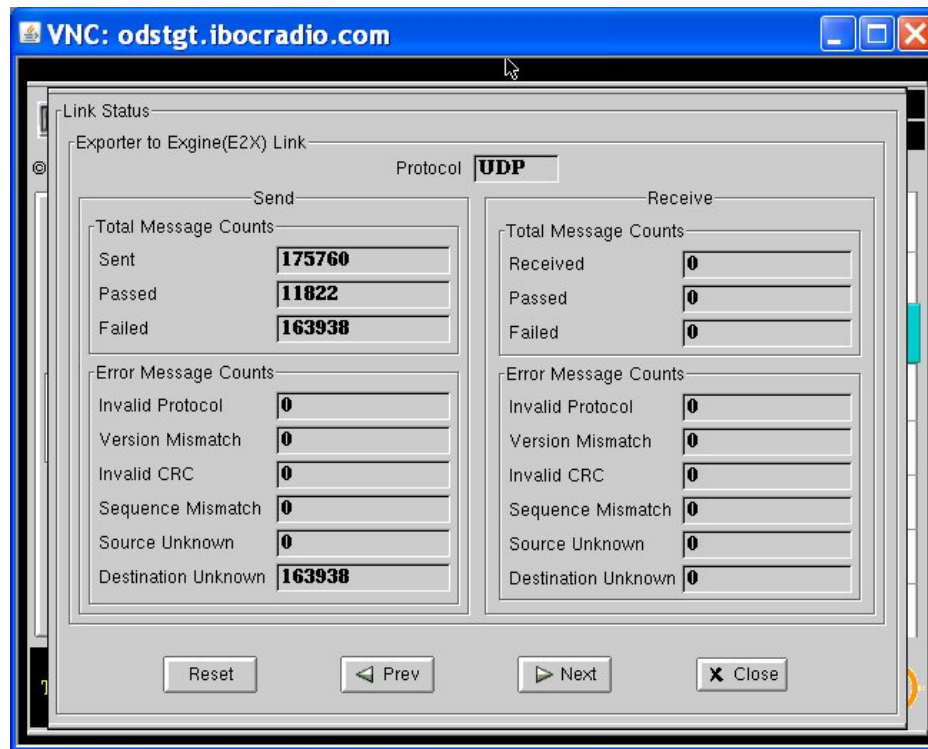 VNC: odstgt.ibocradio.com
Link Status
Exporter to Exgine(E2X) Link
Protocol UDP
Send
Total Message Counts
Sent 175760
Passed 11822
Failed 163938
Error Message Counts
Invalid Protocol 0
Version Mismatch 0
Invalid CRC 0
Sequence Mismatch 0
Source Unknown 0
Destination Unknown 163938
Receive
Total Message Counts
Received 0
Passed 0
Failed 0
Error Message Counts
Invalid Protocol 0
Version Mismatch 0
Invalid CRC 0
Sequence Mismatch 0
Source Unknown 0
Destination Unknown 0
Reset Prev Next X Close
©